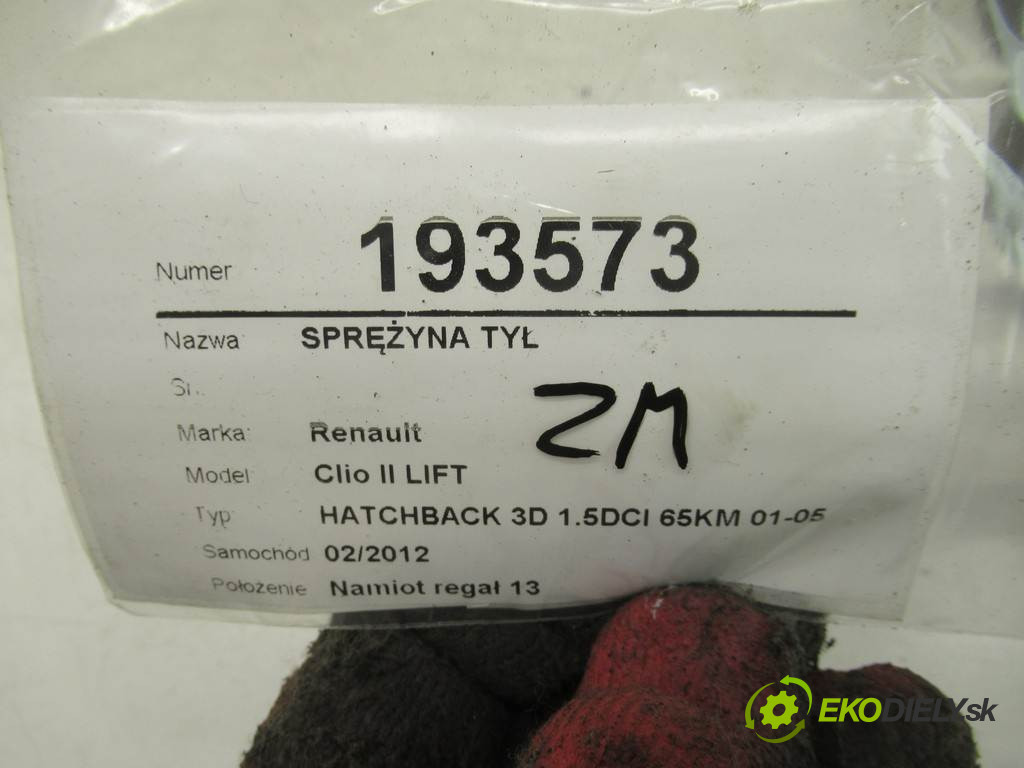 Numer 193573
Nazwa SPRĘŻYNA TYŁ
Sr..
ZM
Marka: Renault
Model Clio II LIFT
Typ HATCHBACK 3D 1.5DCI 65KM 01-05
Samochód 02/2012
Położenie Namiot regał 13
EKODIELY.sk